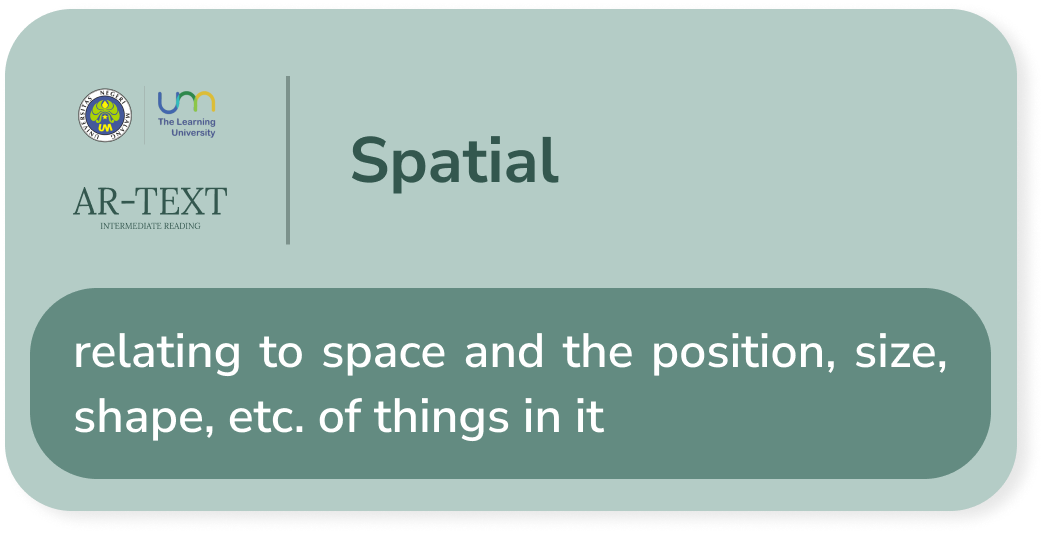 UNIVERSITAS NEGERI MALANG
UM
um
The Learning
University
AR-TEXT
INTERMEDIATE READING
Spatial
relating to space and the position, size,
shape, etc. of things in it